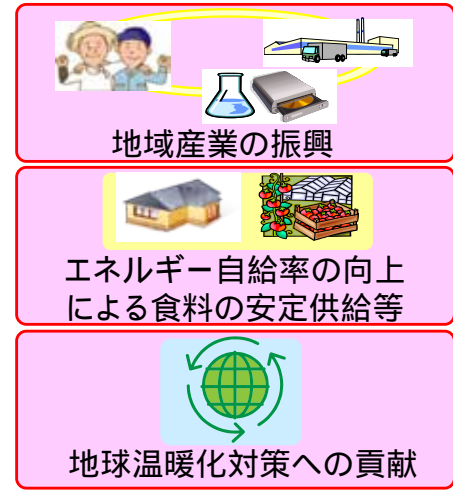 地域産業の振興
エネルギー自給率の向上
による食料の安定供給等
地球温暖化対策への貢献